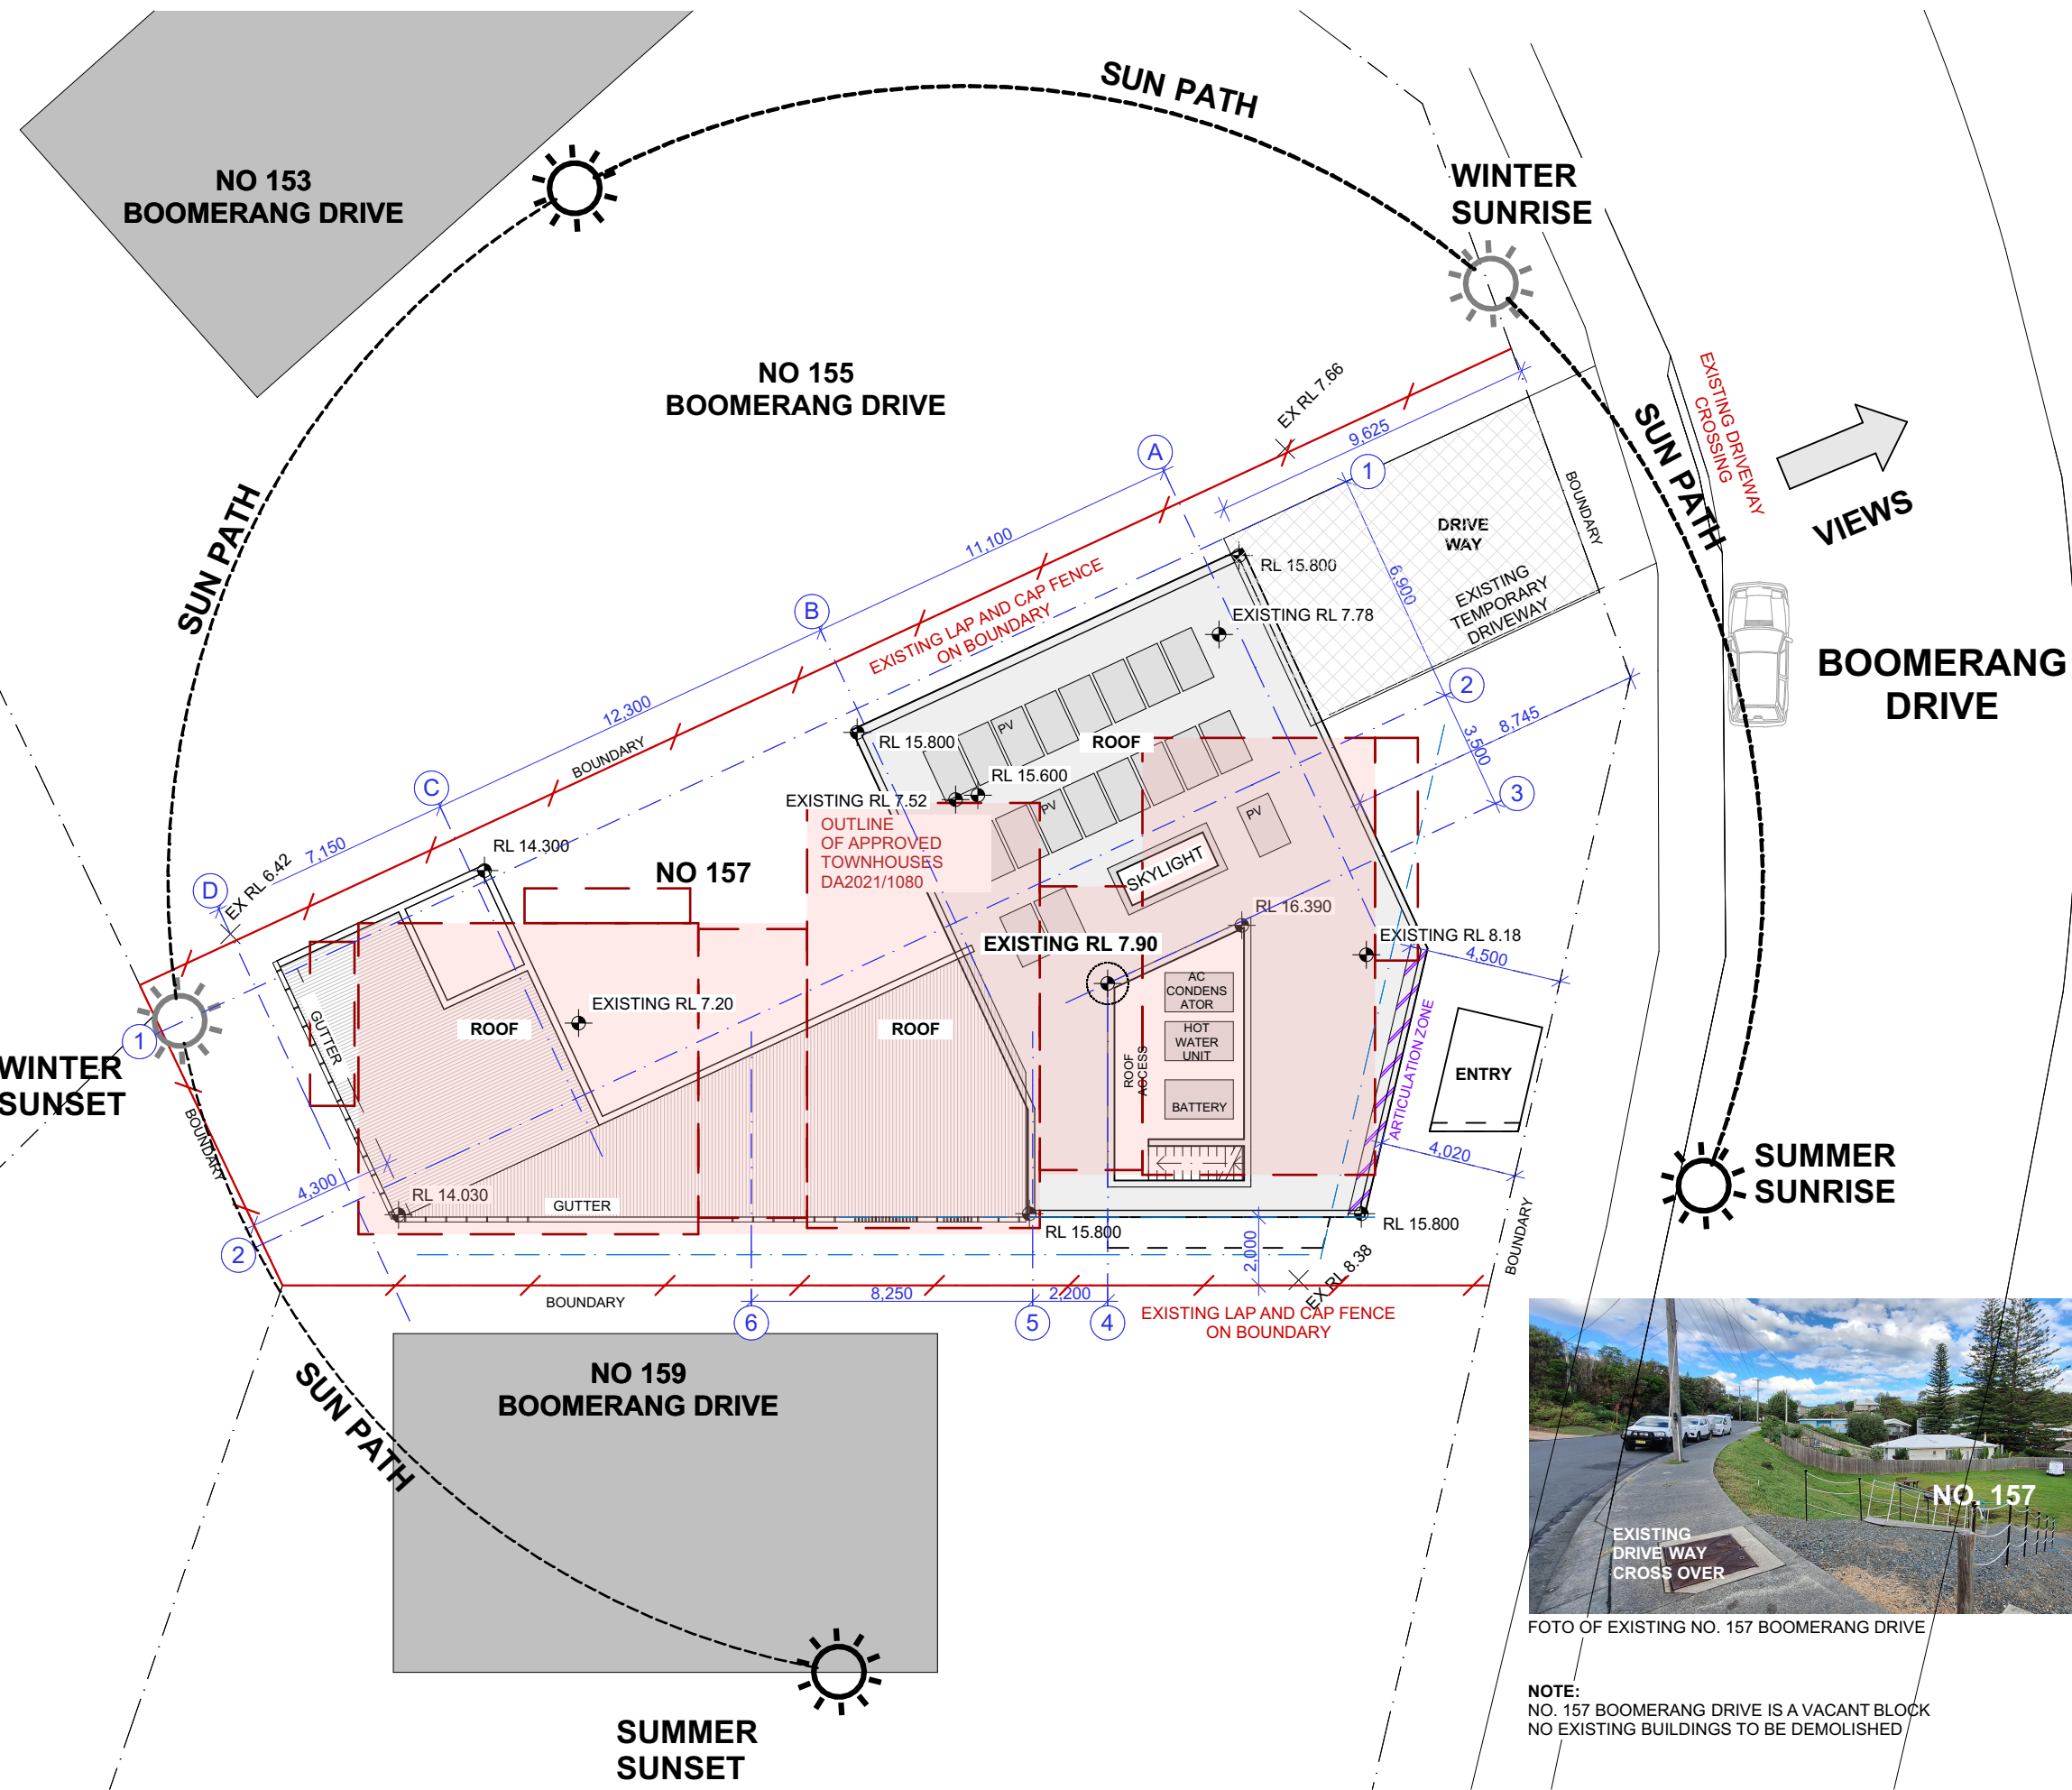 SUN PATH
NO 153
BOOMERANG DRIVE
WINTER
SUNRISE
NO 155
BOOMERANG DRIVE
EX RL 7.66
EXISTING DRIVEWAY
CROSSING
SUN PATH
VIEWS
9,625
A
1
BOUNDARY
DRIVE
WAY
SUN PATH
11,100
RL 15.800
6,900
EXISTING
TEMPORARY
DRIVEWAY
EXISTING LAP AND CAP FENCE
ON BOUNDARY
B
EXISTING RL 7.78
BOOMERANG
DRIVE
2
12,300
8,745
3,500
RL 15.800
PV
ROOF
BOUNDARY
RL 15.600
EXISTING RL 7.52
C
PV
PV
3
OUTLINE
OF APPROVED
TOWNHOUSES
DA2021/1080
7,150
RL 14.300
NO 157
SKYLIGHT
D
EX RL 6.42
RL 16.390
EXISTING RL 7.90
EXISTING RL 8.18
4,500
AC
CONDENS
ATOR
EXISTING RL 7.20
GUTTER
ROOF
ROOF
1
HOT
WATER
UNIT
ROOF
ACCESS
ARTICULATION ZONE
WINTER
SUNSET
ENTRY
BATTERY
BOUNDARY
4,020
SUMMER
SUNRISE
4,300
RL 14.030
GUTTER
RL 15.800
RL 15.800
BOUNDARY
2
2,000
EX RL 8.38
BOUNDARY
8,250
2,200
6
5
4
EXISTING LAP AND CAP FENCE
ON BOUNDARY
NO 159
BOOMERANG DRIVE
SUN PATH
NO. 157
EXISTING
DRIVE WAY
CROSS OVER
FOTO OF EXISTING NO. 157 BOOMERANG DRIVE
NOTE:
NO. 157 BOOMERANG DRIVE IS A VACANT BLOCK
NO EXISTING BUILDINGS TO BE DEMOLISHED
SUMMER
SUNSET